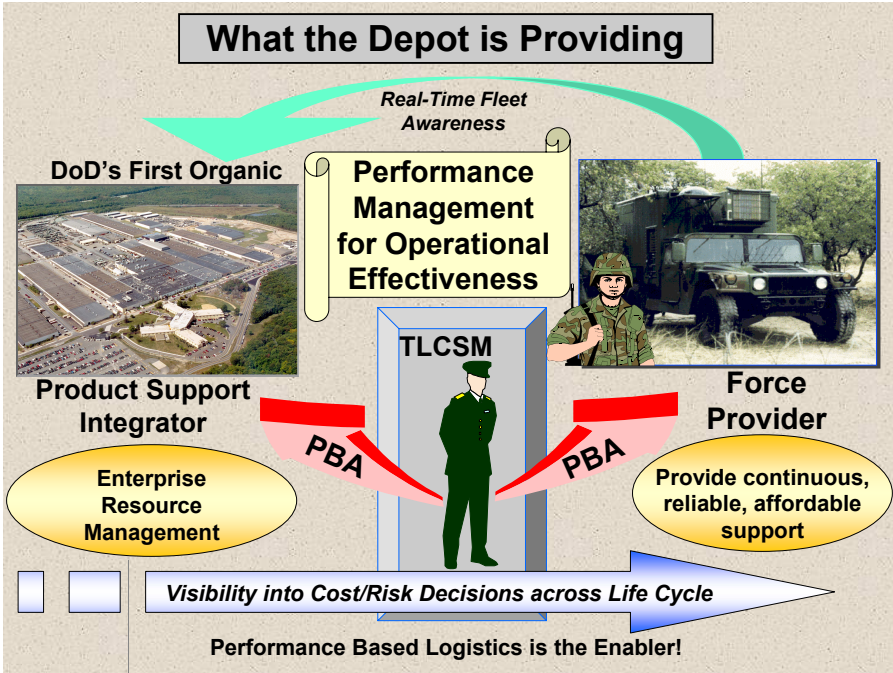 What the Depot is Providing
Real-Time Fleet
Awareness
DoD's First Organic
Performance
Management
for Operational
Effectiveness
TLCSM
Product Support
Integrator
Force
Provider
PBA
PBA
Enterprise
Resource
Management
Provide continuous,
reliable, affordable
support
Visibility into Cost/Risk Decisions across Life Cycle
Performance Based Logistics is the Enabler!